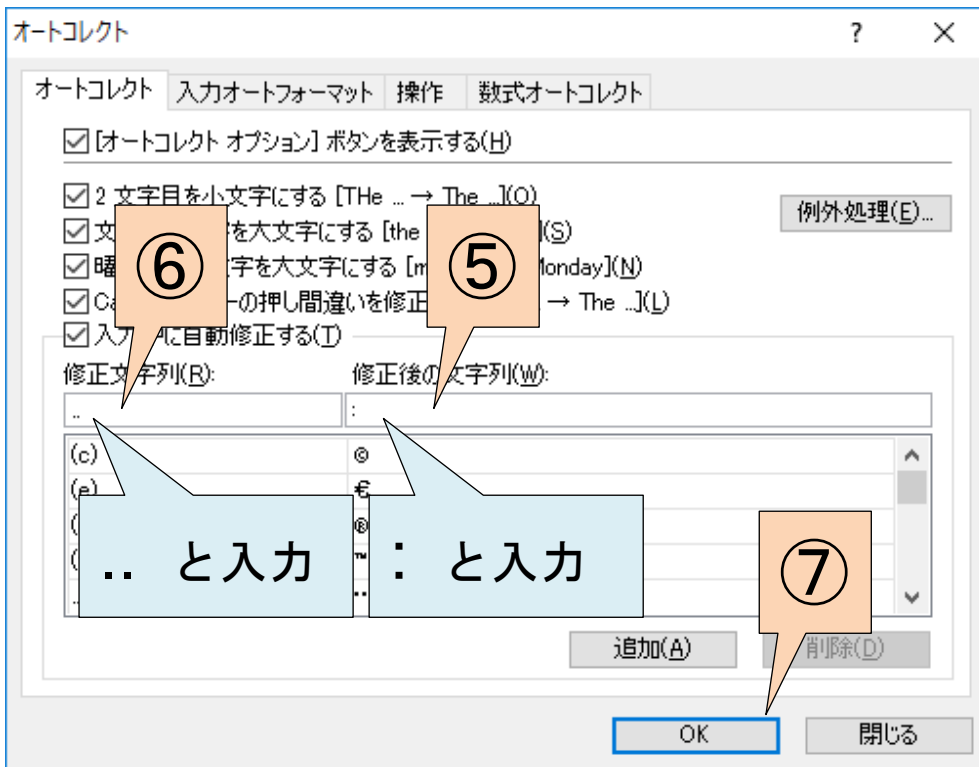 オートコレクト ? ×
オートコレクト 入力オートフォーマット 操作 数式オートコレクト
[オートコレクト オプション] ボタンを表示する(H)
2 文字目を小文字にする [THe ... → The ...](O)
例外処理(E)...
文 を大文字にする [the ](S)
⑥ ⑤
曜 字を大文字にする [m Monday](N)
Ca ーの押し間違いを修正 → The ...](L)
入力 に自動修正する(T)
修正文字列(R): 修正後の文字列(W):
.. :
(c) ©
(e) €
®
™
.. と入力
: と入力
⑦
追加(A) 削除(D)
OK 閉じる